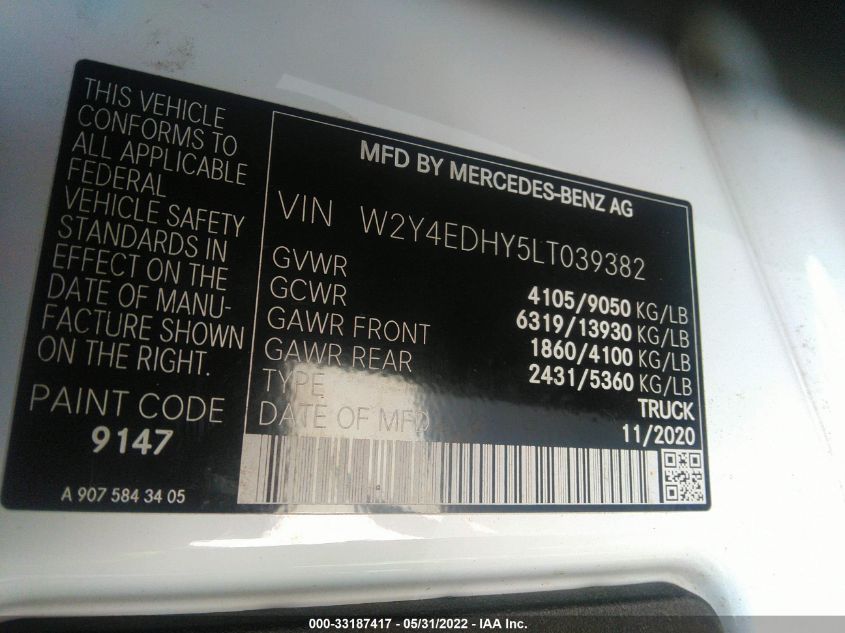 THIS VEHICLE
CONFORMS TO
ALL APPLICABLE
FEDERAL
VEHICLE SAFETY
STANDARDS IN
EFFECT ON THE
DATE OF MANU-
FACTURE SHOWN
ON THE RIGHT.
PAINT CODE
9147
A 907 584 34 05
MFD BY MERCEDES-BENZ AG
VIN W2Y4EDHY5LT039382
GVWR 4105/9050 KG/LB
GCWR 6319/13930 KG/LB
GAWR FRONT 1860/4100 KG/LB
GAWR REAR 2431/5360 KG/LB
TYPE TRUCK
DATE OF MFD 11/2020
000-33187417 - 05/31/2022 - IAA Inc.